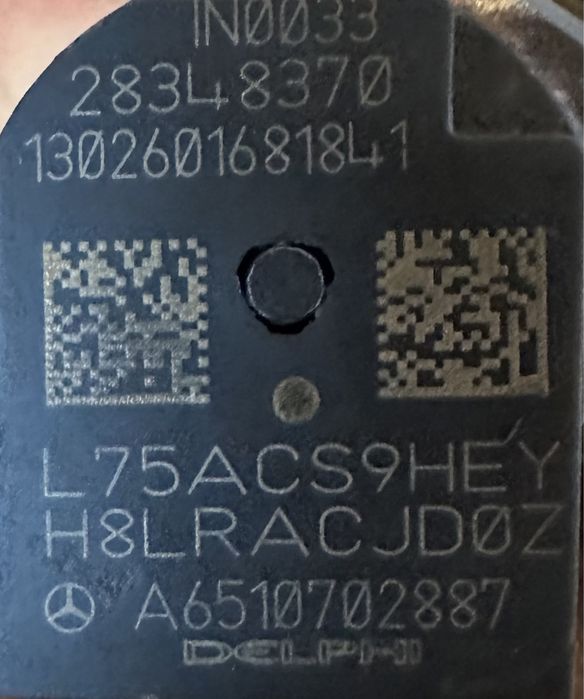 IN0033
28348370
1302601681841
L75ACS9HEY
H8LRACJD0Z
A6510702887
DELPHI